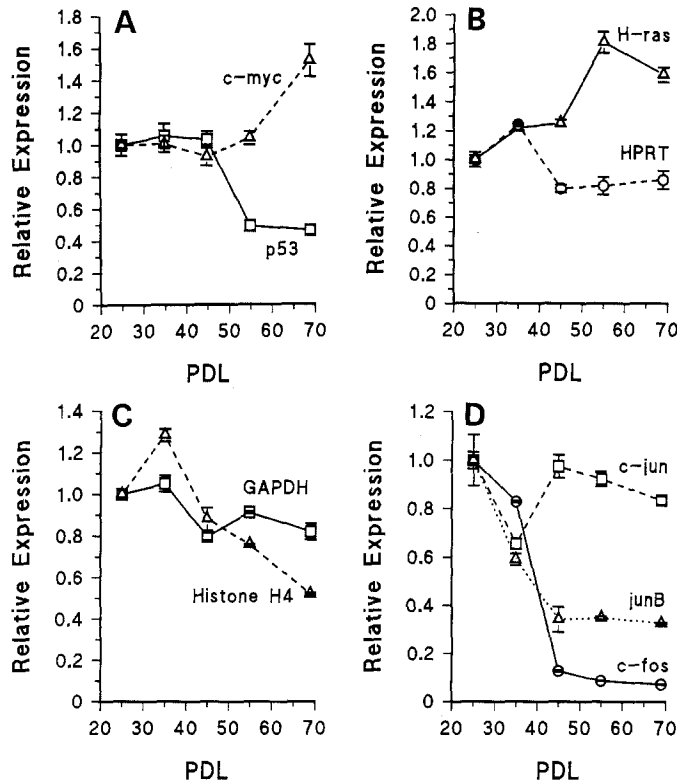 A
Relative Expression
1.8
1.6
1.4
1.2
1.0
0.8
0.6
0.4
0.2
0
c-myc
p53
20 30 40 50 60 70
PDL
B
Relative Expression
2.0
1.8
1.6
1.4
1.2
1.0
0.8
0.6
0.4
0.2
0
H-ras
HPRT
20 30 40 50 60 70
PDL
C
Relative Expression
1.4
1.2
1.0
0.8
0.6
0.4
0.2
0
GAPDH
Histone H4
20 30 40 50 60 70
PDL
D
Relative Expression
1.2
1.0
0.8
0.6
0.4
0.2
0
c-jun
junB
c-fos
20 30 40 50 60 70
PDL